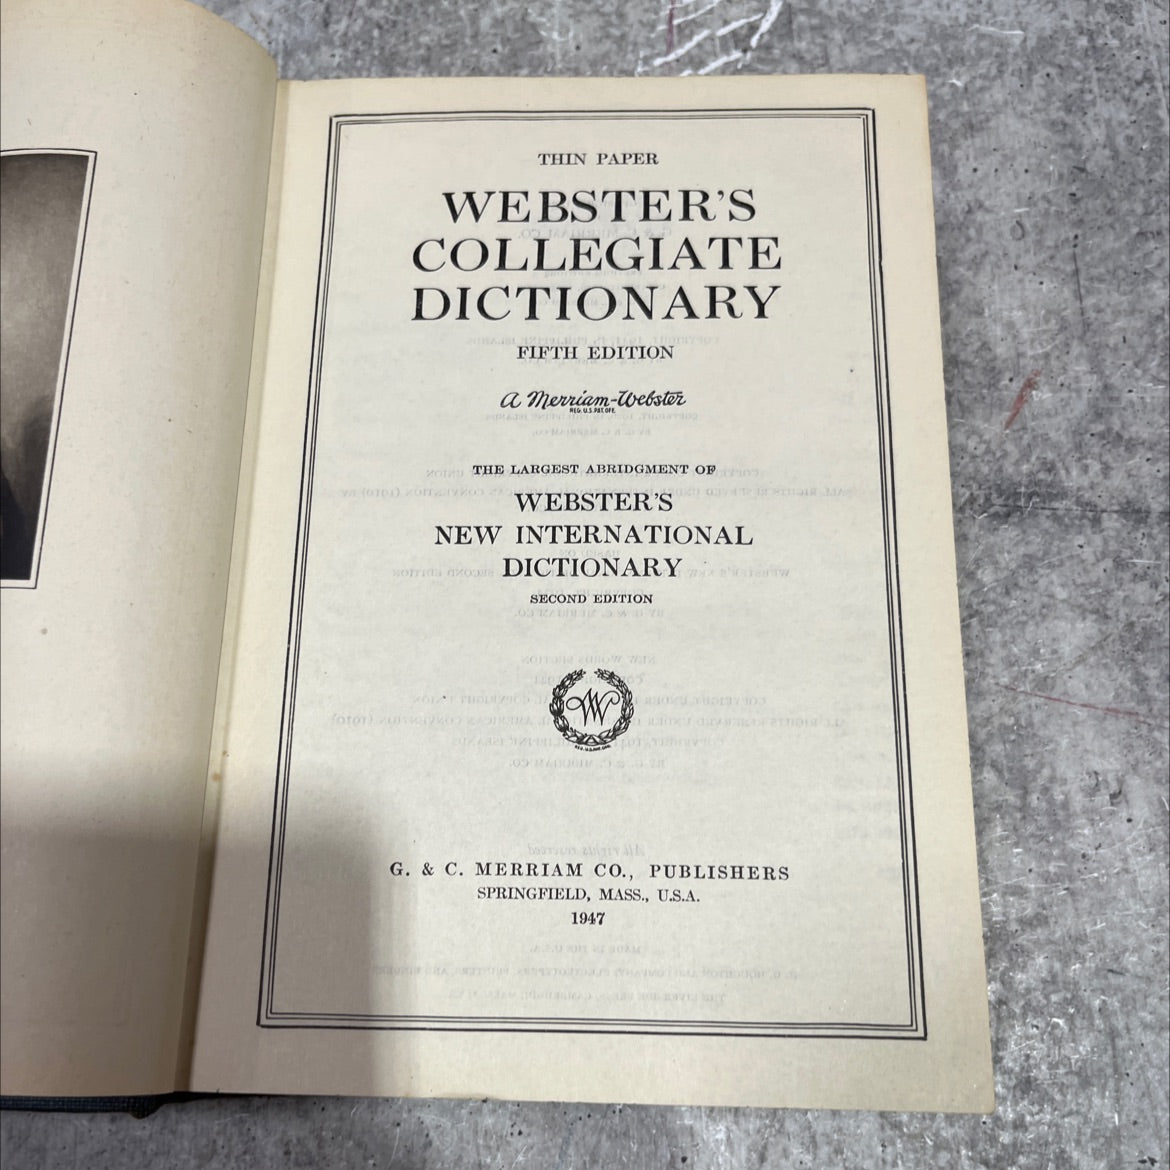 THIN PAPER
WEBSTER'S
COLLEGIATE
DICTIONARY
FIFTH EDITION
A Merriam-Webster
REG. U.S. PAT. OFF.
THE LARGEST ABRIDGMENT OF
WEBSTER'S
NEW INTERNATIONAL
DICTIONARY
SECOND EDITION
W
G. & C. MERRIAM CO., PUBLISHERS
SPRINGFIELD, MASS., U.S.A.
1947